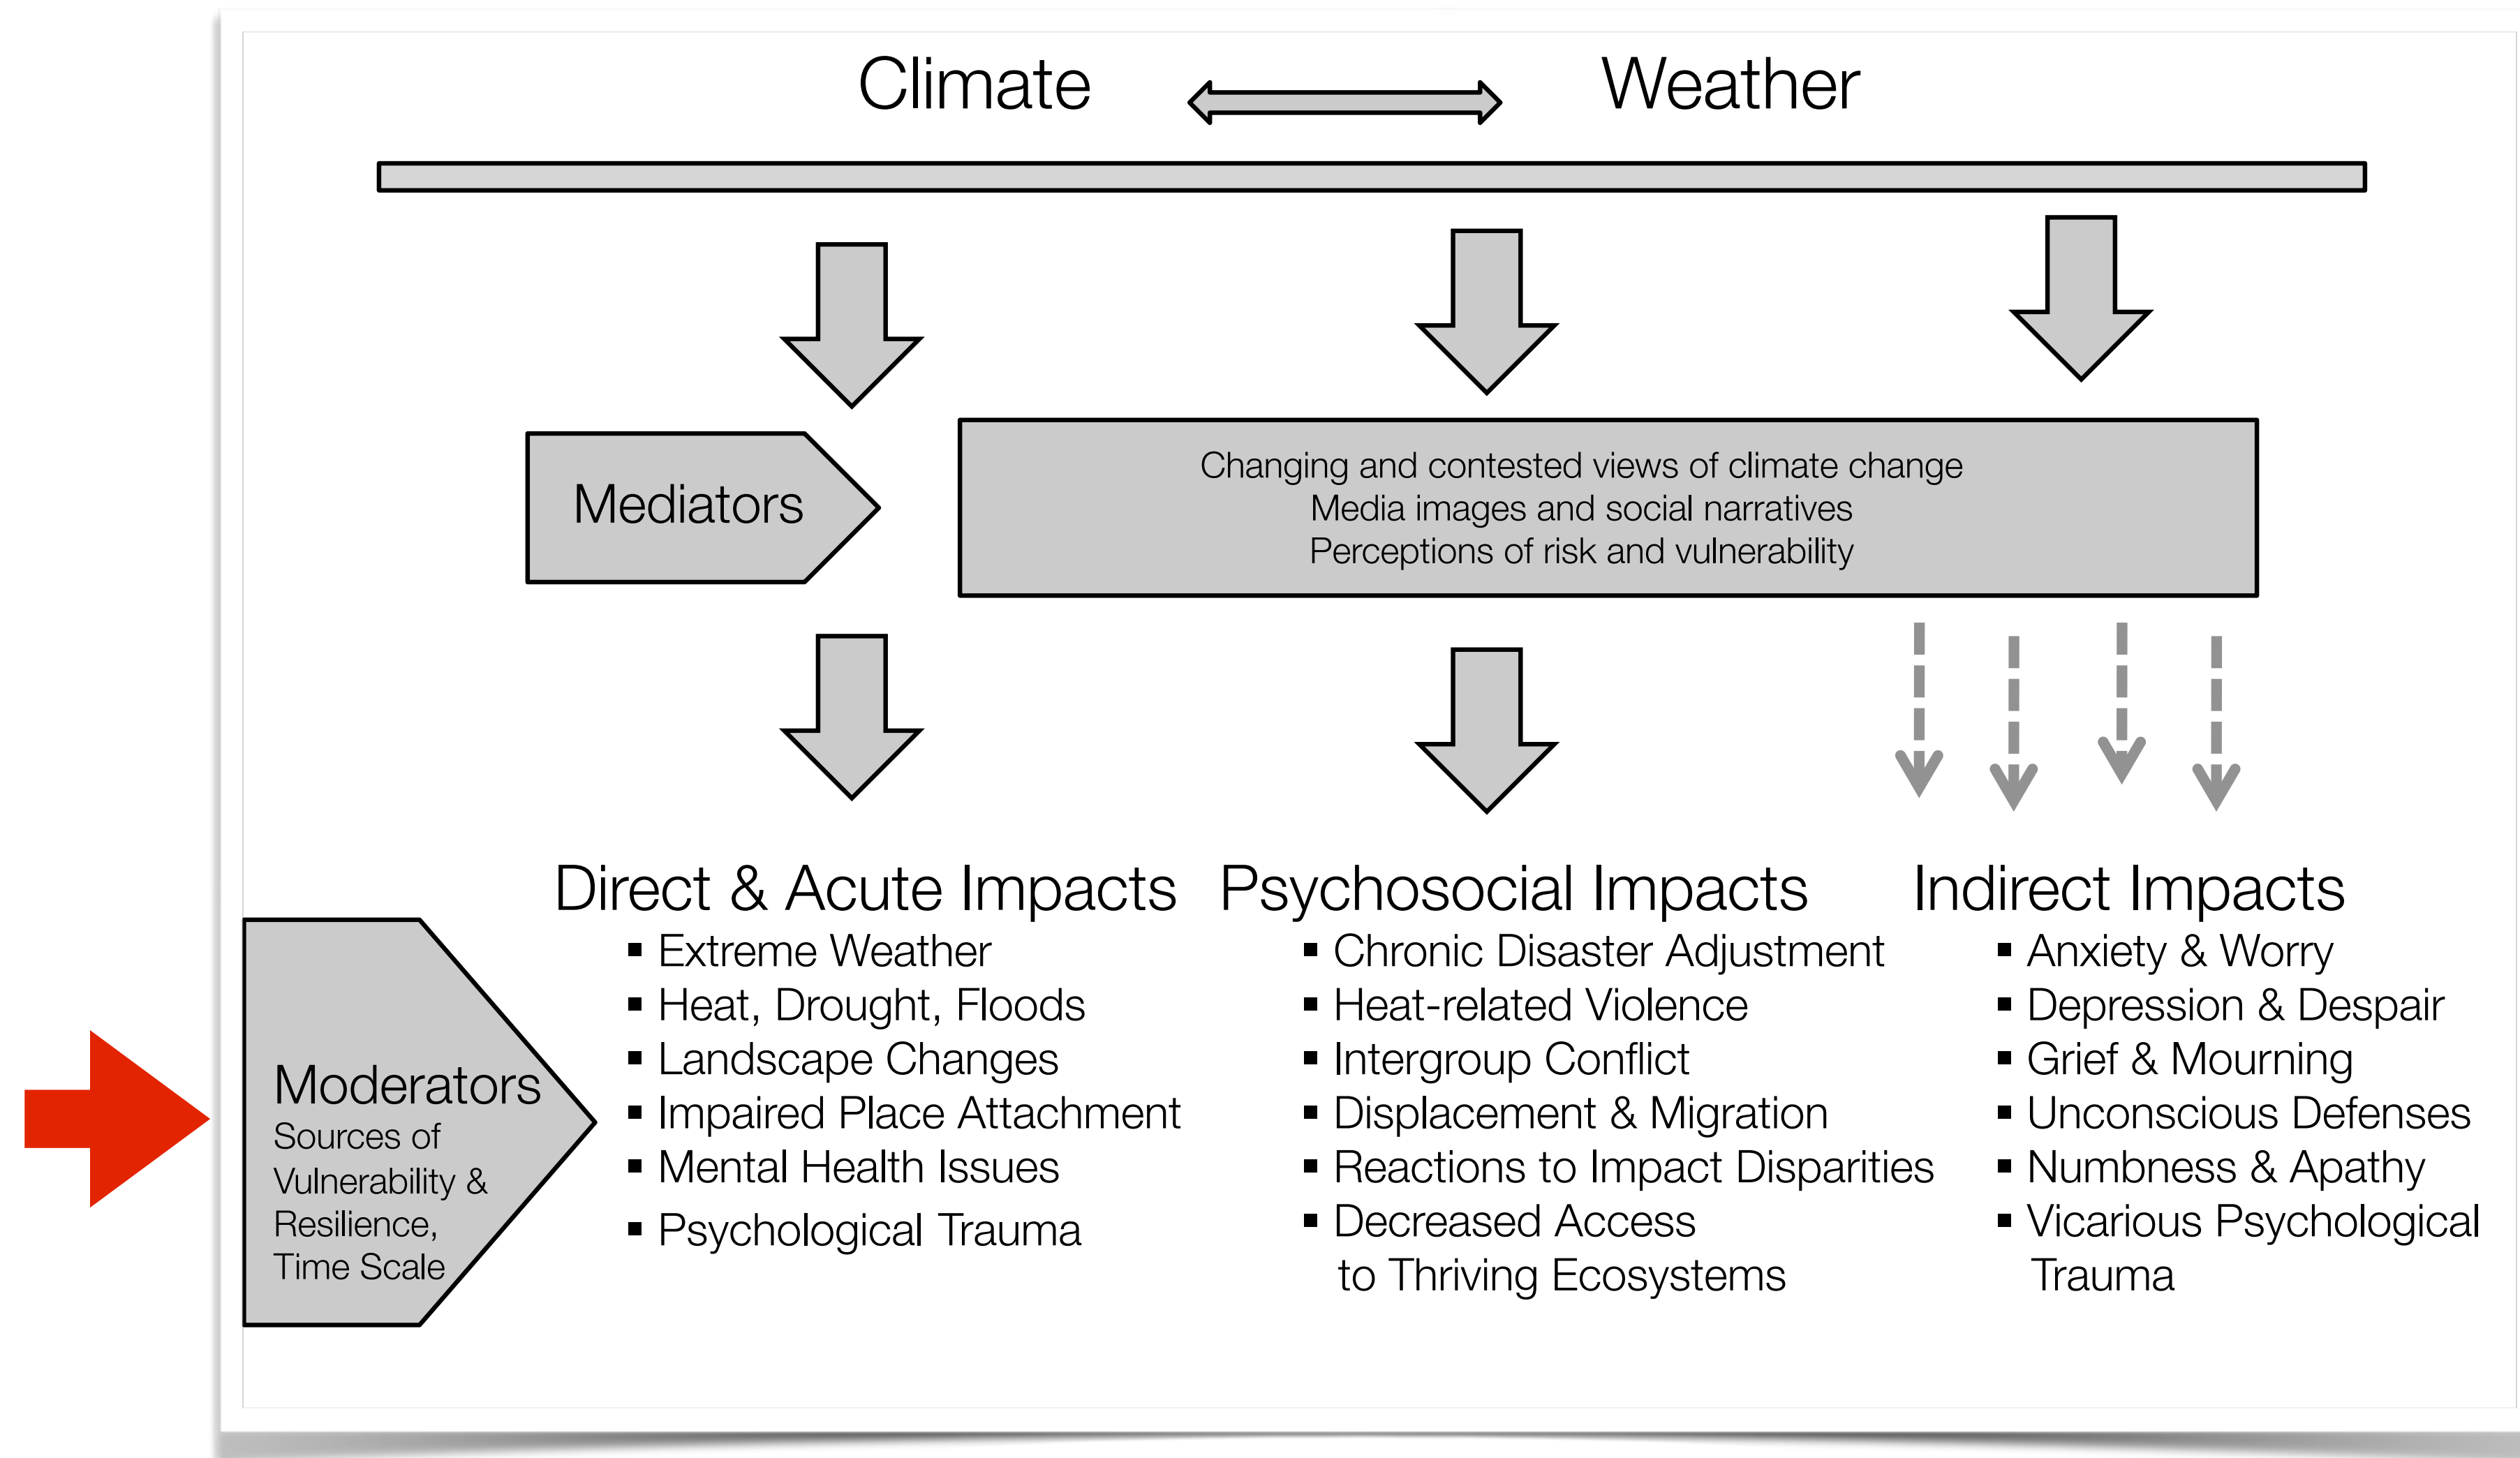 Climate
Weather
Mediators
Changing and contested views of climate change
Media images and social narratives
Perceptions of risk and vulnerability
Moderators
Sources of
Vulnerability &
Resilience,
Time Scale
Direct & Acute Impacts
▪ Extreme Weather
▪ Heat, Drought, Floods
▪ Landscape Changes
▪ Impaired Place Attachment
▪ Mental Health Issues
▪ Psychological Trauma
Psychosocial Impacts
▪ Chronic Disaster Adjustment
▪ Heat-related Violence
▪ Intergroup Conflict
▪ Displacement & Migration
▪ Reactions to Impact Disparities
▪ Decreased Access
to Thriving Ecosystems
Indirect Impacts
▪ Anxiety & Worry
▪ Depression & Despair
▪ Grief & Mourning
▪ Unconscious Defenses
▪ Numbness & Apathy
▪ Vicarious Psychological
Trauma